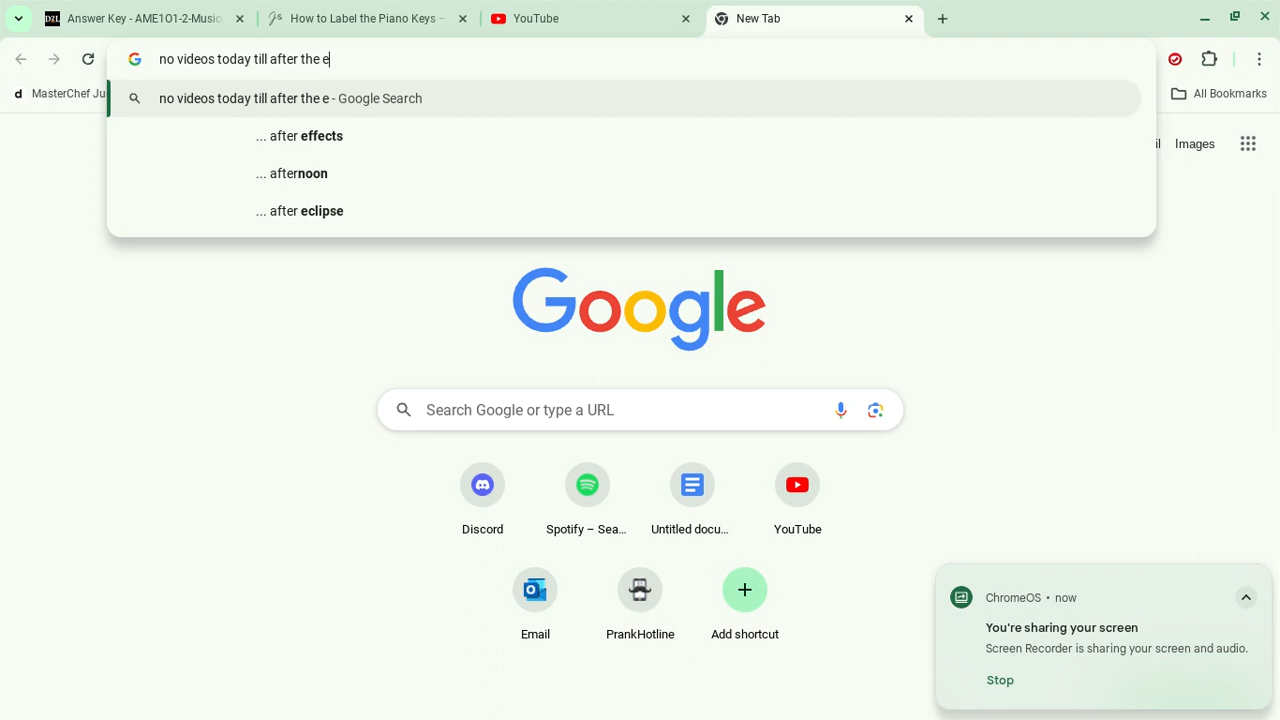 Answer Key - AME1O1-2-Music
How to Label the Piano Keys –
YouTube
New Tab
no videos today till after the e
MasterChef Ju
All Bookmarks
no videos today till after the e - Google Search
... after effects
... afternoon
... after eclipse
Images
Google
Search Google or type a URL
Discord
Spotify – Sea...
Untitled docu...
YouTube
Email
PrankHotline
Add shortcut
ChromeOS • now
You're sharing your screen
Screen Recorder is sharing your screen and audio.
Stop